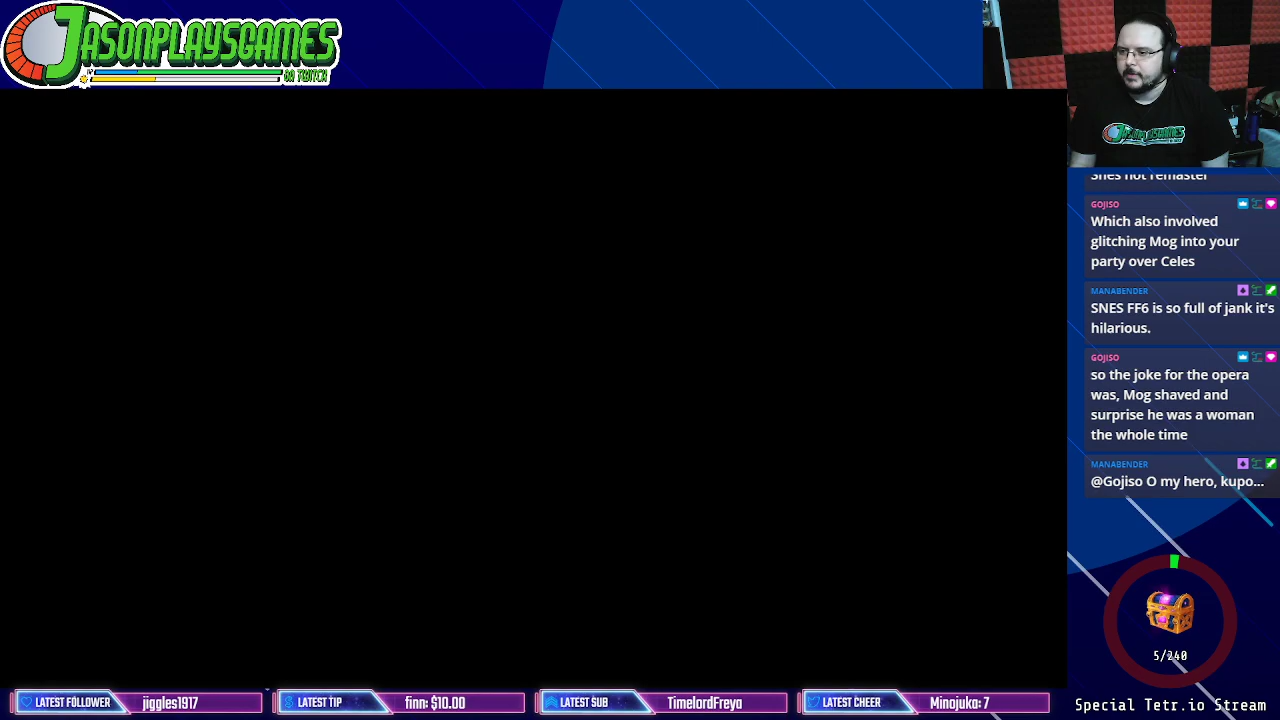 JASONPLAYSGAMES
ON TWITCH
JASONPLAYSGAMES
Snes not remaster
GOJISO
Which also involved
glitching Mog into your
party over Celes
MANABENDER
SNES FF6 is so full of jank it's
hilarious.
GOJISO
so the joke for the opera
was, Mog shaved and
surprise he was a woman
the whole time
MANABENDER
@Gojiso O my hero, kupo...
5/240
LATEST FOLLOWER jiggles1917 LATEST TIP finn: $10.00 LATEST SUB TimelordFreya LATEST CHEER Minojuko: 7
Special Tetr.io Stream